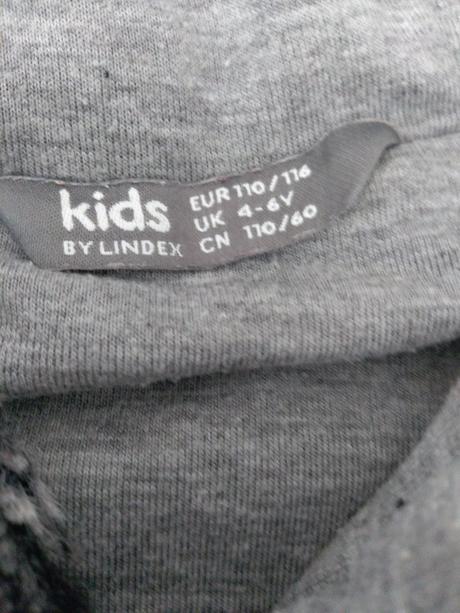 kids
BY LINDEX
EUR 110/116
UK 4-6Y
CN 110/60